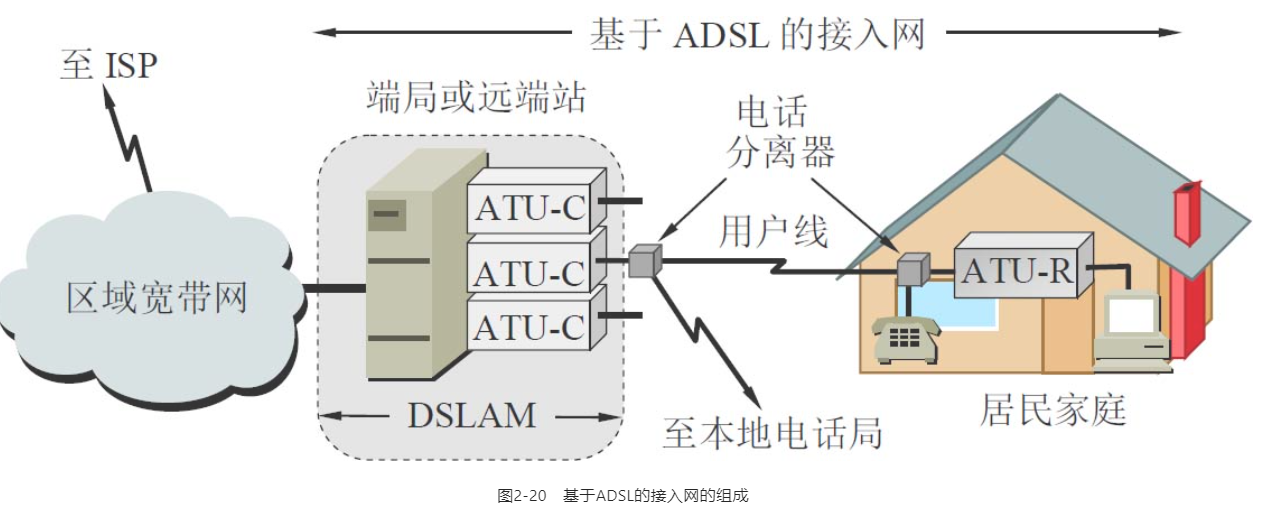 基于 ADSL 的接入网
至 ISP
端局或远端站
电话
分离器
ATU-C
用户线
ATU-C
ATU-R
区域宽带网
ATU-C
DSLAM
至本地电话局
居民家庭
图2-20 基于ADSL的接入网的组成